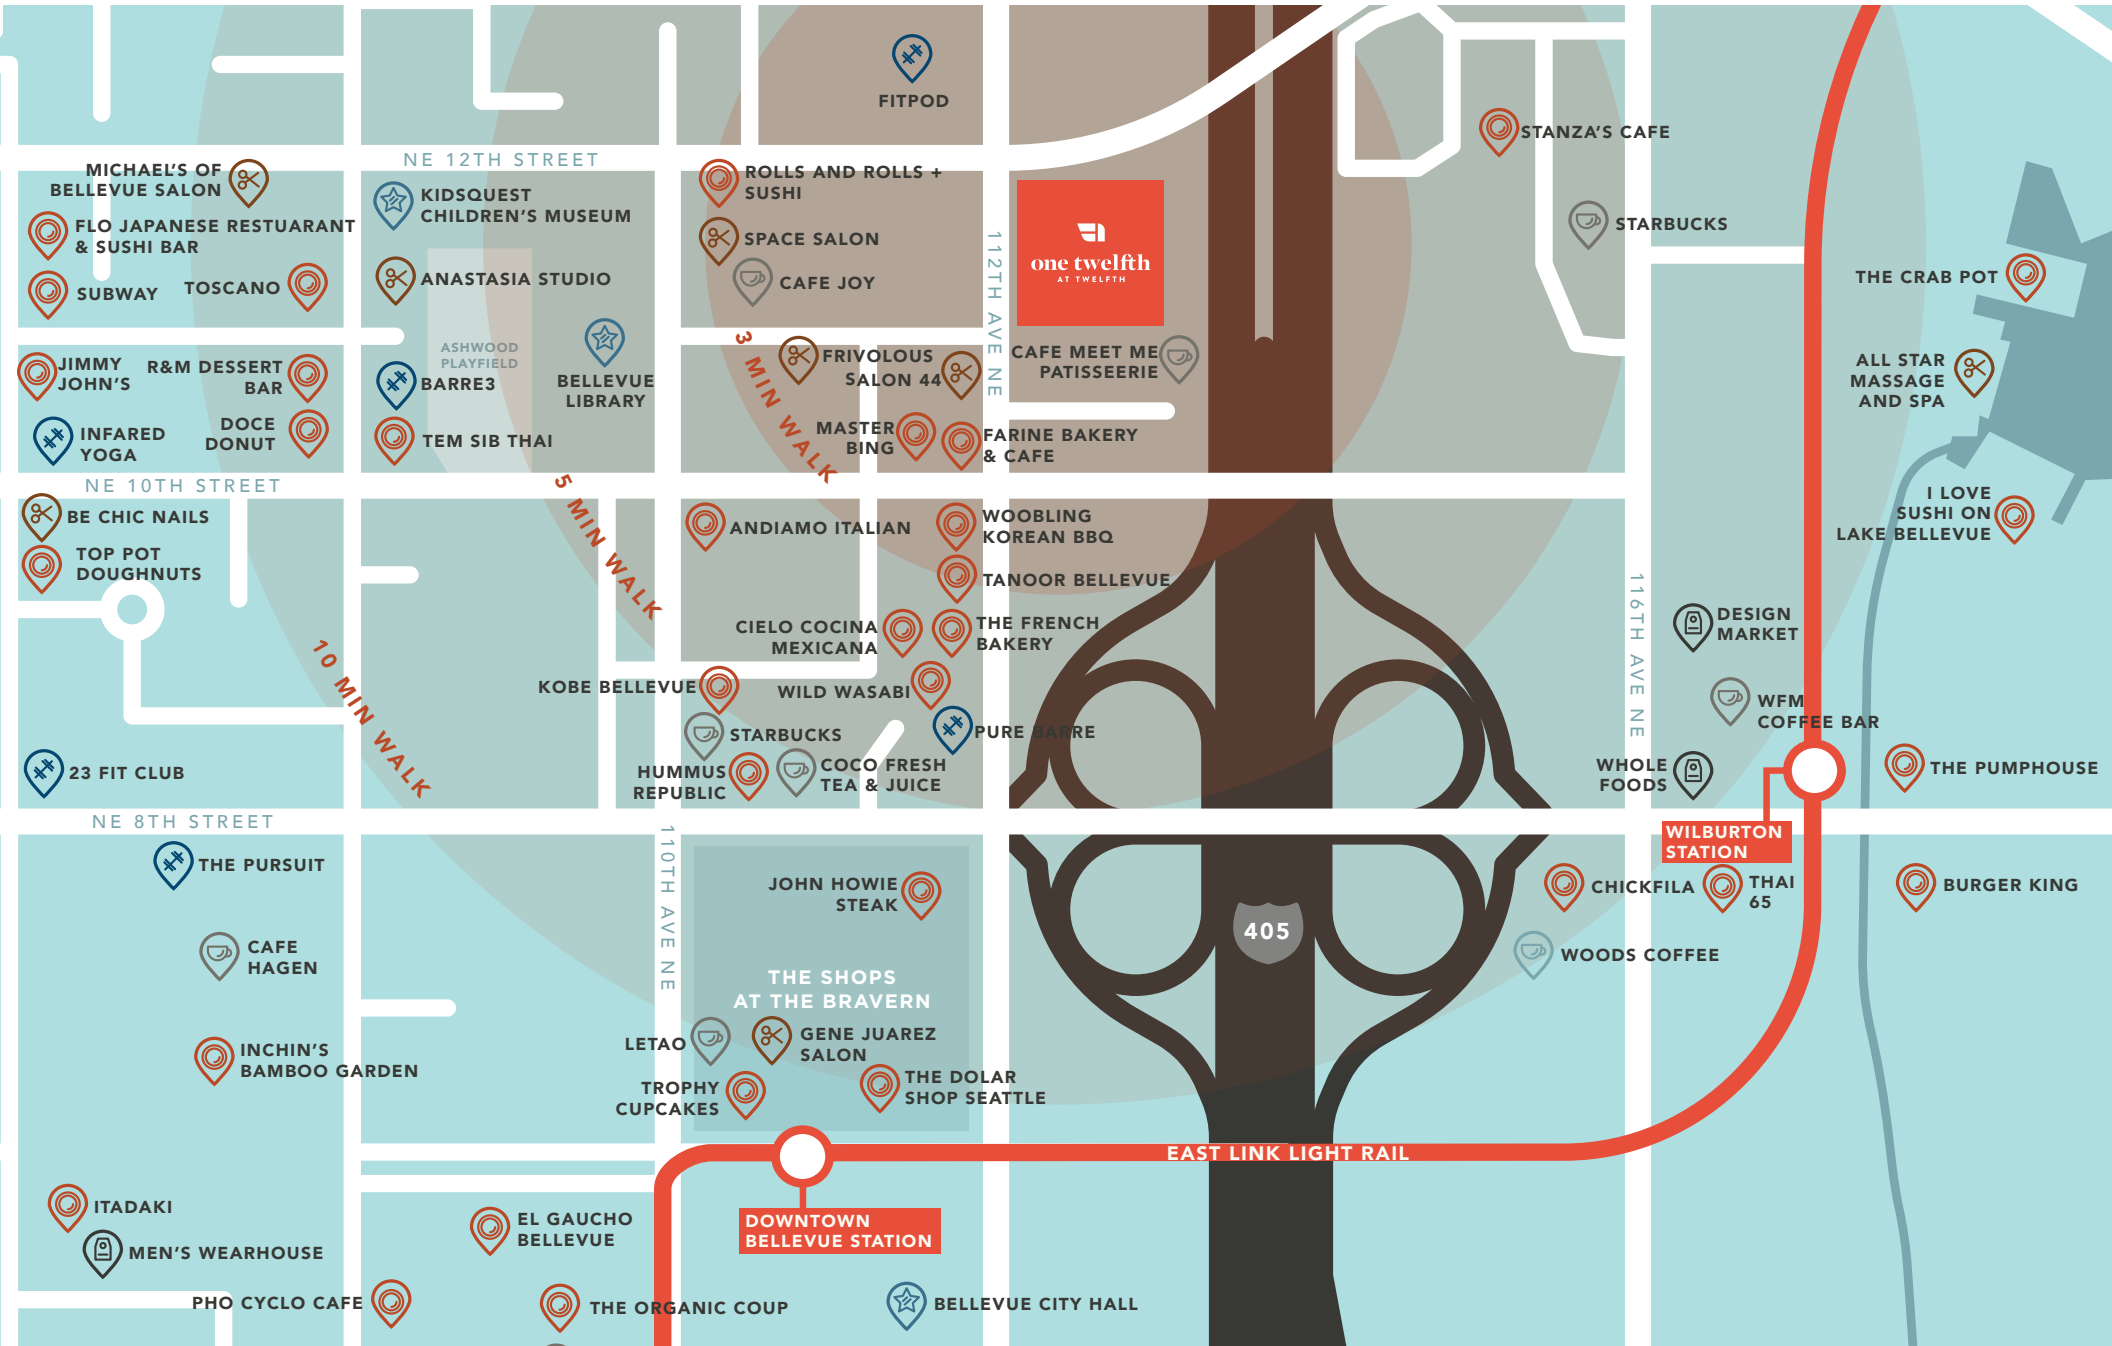 FITPOD
STANZA'S CAFE
NE 12TH STREET
MICHAEL'S OF
BELLEVUE SALON
KIDSQUEST
CHILDREN'S MUSEUM
ROLLS AND ROLLS +
SUSHI
FLO JAPANESE RESTUARANT
& SUSHI BAR
SPACE SALON
STARBUCKS
one twelfth
AT TWELFTH
112TH AVE NE
SUBWAY
TOSCANO
ANASTASIA STUDIO
CAFE JOY
THE CRAB POT
ASHWOOD
PLAYFIELD
3 MIN WALK
FRIVOLOUS
SALON 44
CAFE MEET ME
PATISSEERIE
JIMMY
JOHN'S
R&M DESSERT
BAR
BARRE3
BELLEVUE
LIBRARY
ALL STAR
MASSAGE
AND SPA
INFARED
YOGA
DOCE
DONUT
TEM SIB THAI
MASTER
BING
FARINE BAKERY
& CAFE
NE 10TH STREET
5 MIN WALK
BE CHIC NAILS
ANDIAMO ITALIAN
WOOBLING
KOREAN BBQ
I LOVE
SUSHI ON
LAKE BELLEVUE
TOP POT
DOUGHNUTS
TANOOR BELLEVUE
116TH AVE NE
10 MIN WALK
CIELO COCINA
MEXICANA
THE FRENCH
BAKERY
DESIGN
MARKET
KOBE BELLEVUE
WILD WASABI
WFM
COFFEE BAR
STARBUCKS
PURE BARRE
23 FIT CLUB
HUMMUS
REPUBLIC
COCO FRESH
TEA & JUICE
WHOLE
FOODS
THE PUMPHOUSE
NE 8TH STREET
WILBURTON
STATION
THE PURSUIT
110TH AVE NE
JOHN HOWIE
STEAK
CHICKFILA
THAI
65
BURGER KING
405
CAFE
HAGEN
WOODS COFFEE
THE SHOPS
AT THE BRAVERN
LETAO
GENE JUAREZ
SALON
INCHIN'S
BAMBOO GARDEN
TROPHY
CUPCAKES
THE DOLAR
SHOP SEATTLE
EAST LINK LIGHT RAIL
ITADAKI
EL GAUCHO
BELLEVUE
DOWNTOWN
BELLEVUE STATION
MEN'S WEARHOUSE
PHO CYCLO CAFE
THE ORGANIC COUP
BELLEVUE CITY HALL